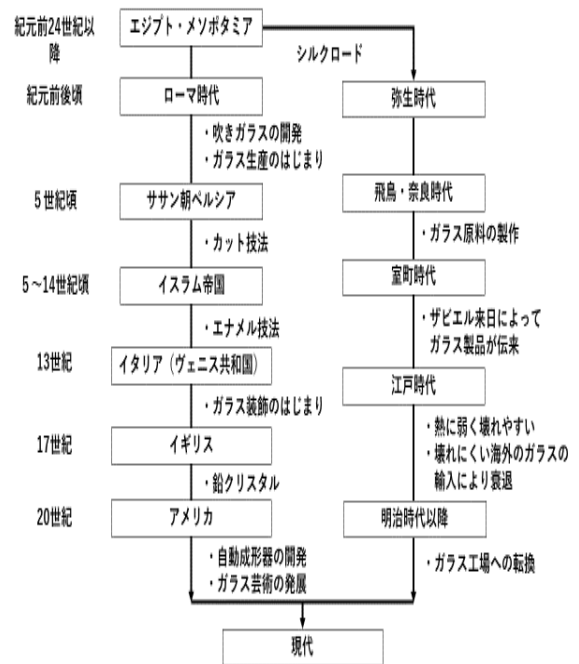 紀元前24世紀以
降
エジプト・メソポタミア
シルクロード
紀元前後頃
ローマ時代
弥生時代
・吹きガラスの開発
・ガラス生産のはじまり
5世紀頃
ササン朝ペルシア
飛鳥・奈良時代
・カット技法
・ガラス原料の製作
5〜14世紀頃
イスラム帝国
室町時代
・エナメル技法
・ザビエル来日によって
ガラス製品が伝来
13世紀
イタリア（ヴェニス共和国）
江戸時代
・ガラス装飾のはじまり
・熱に弱く壊れやすい
・壊れにくい海外のガラスの
輸入により衰退
17世紀
イギリス
・鉛クリスタル
20世紀
アメリカ
明治時代以降
・自動成形器の開発
・ガラス芸術の発展
・ガラス工場への転換
現代